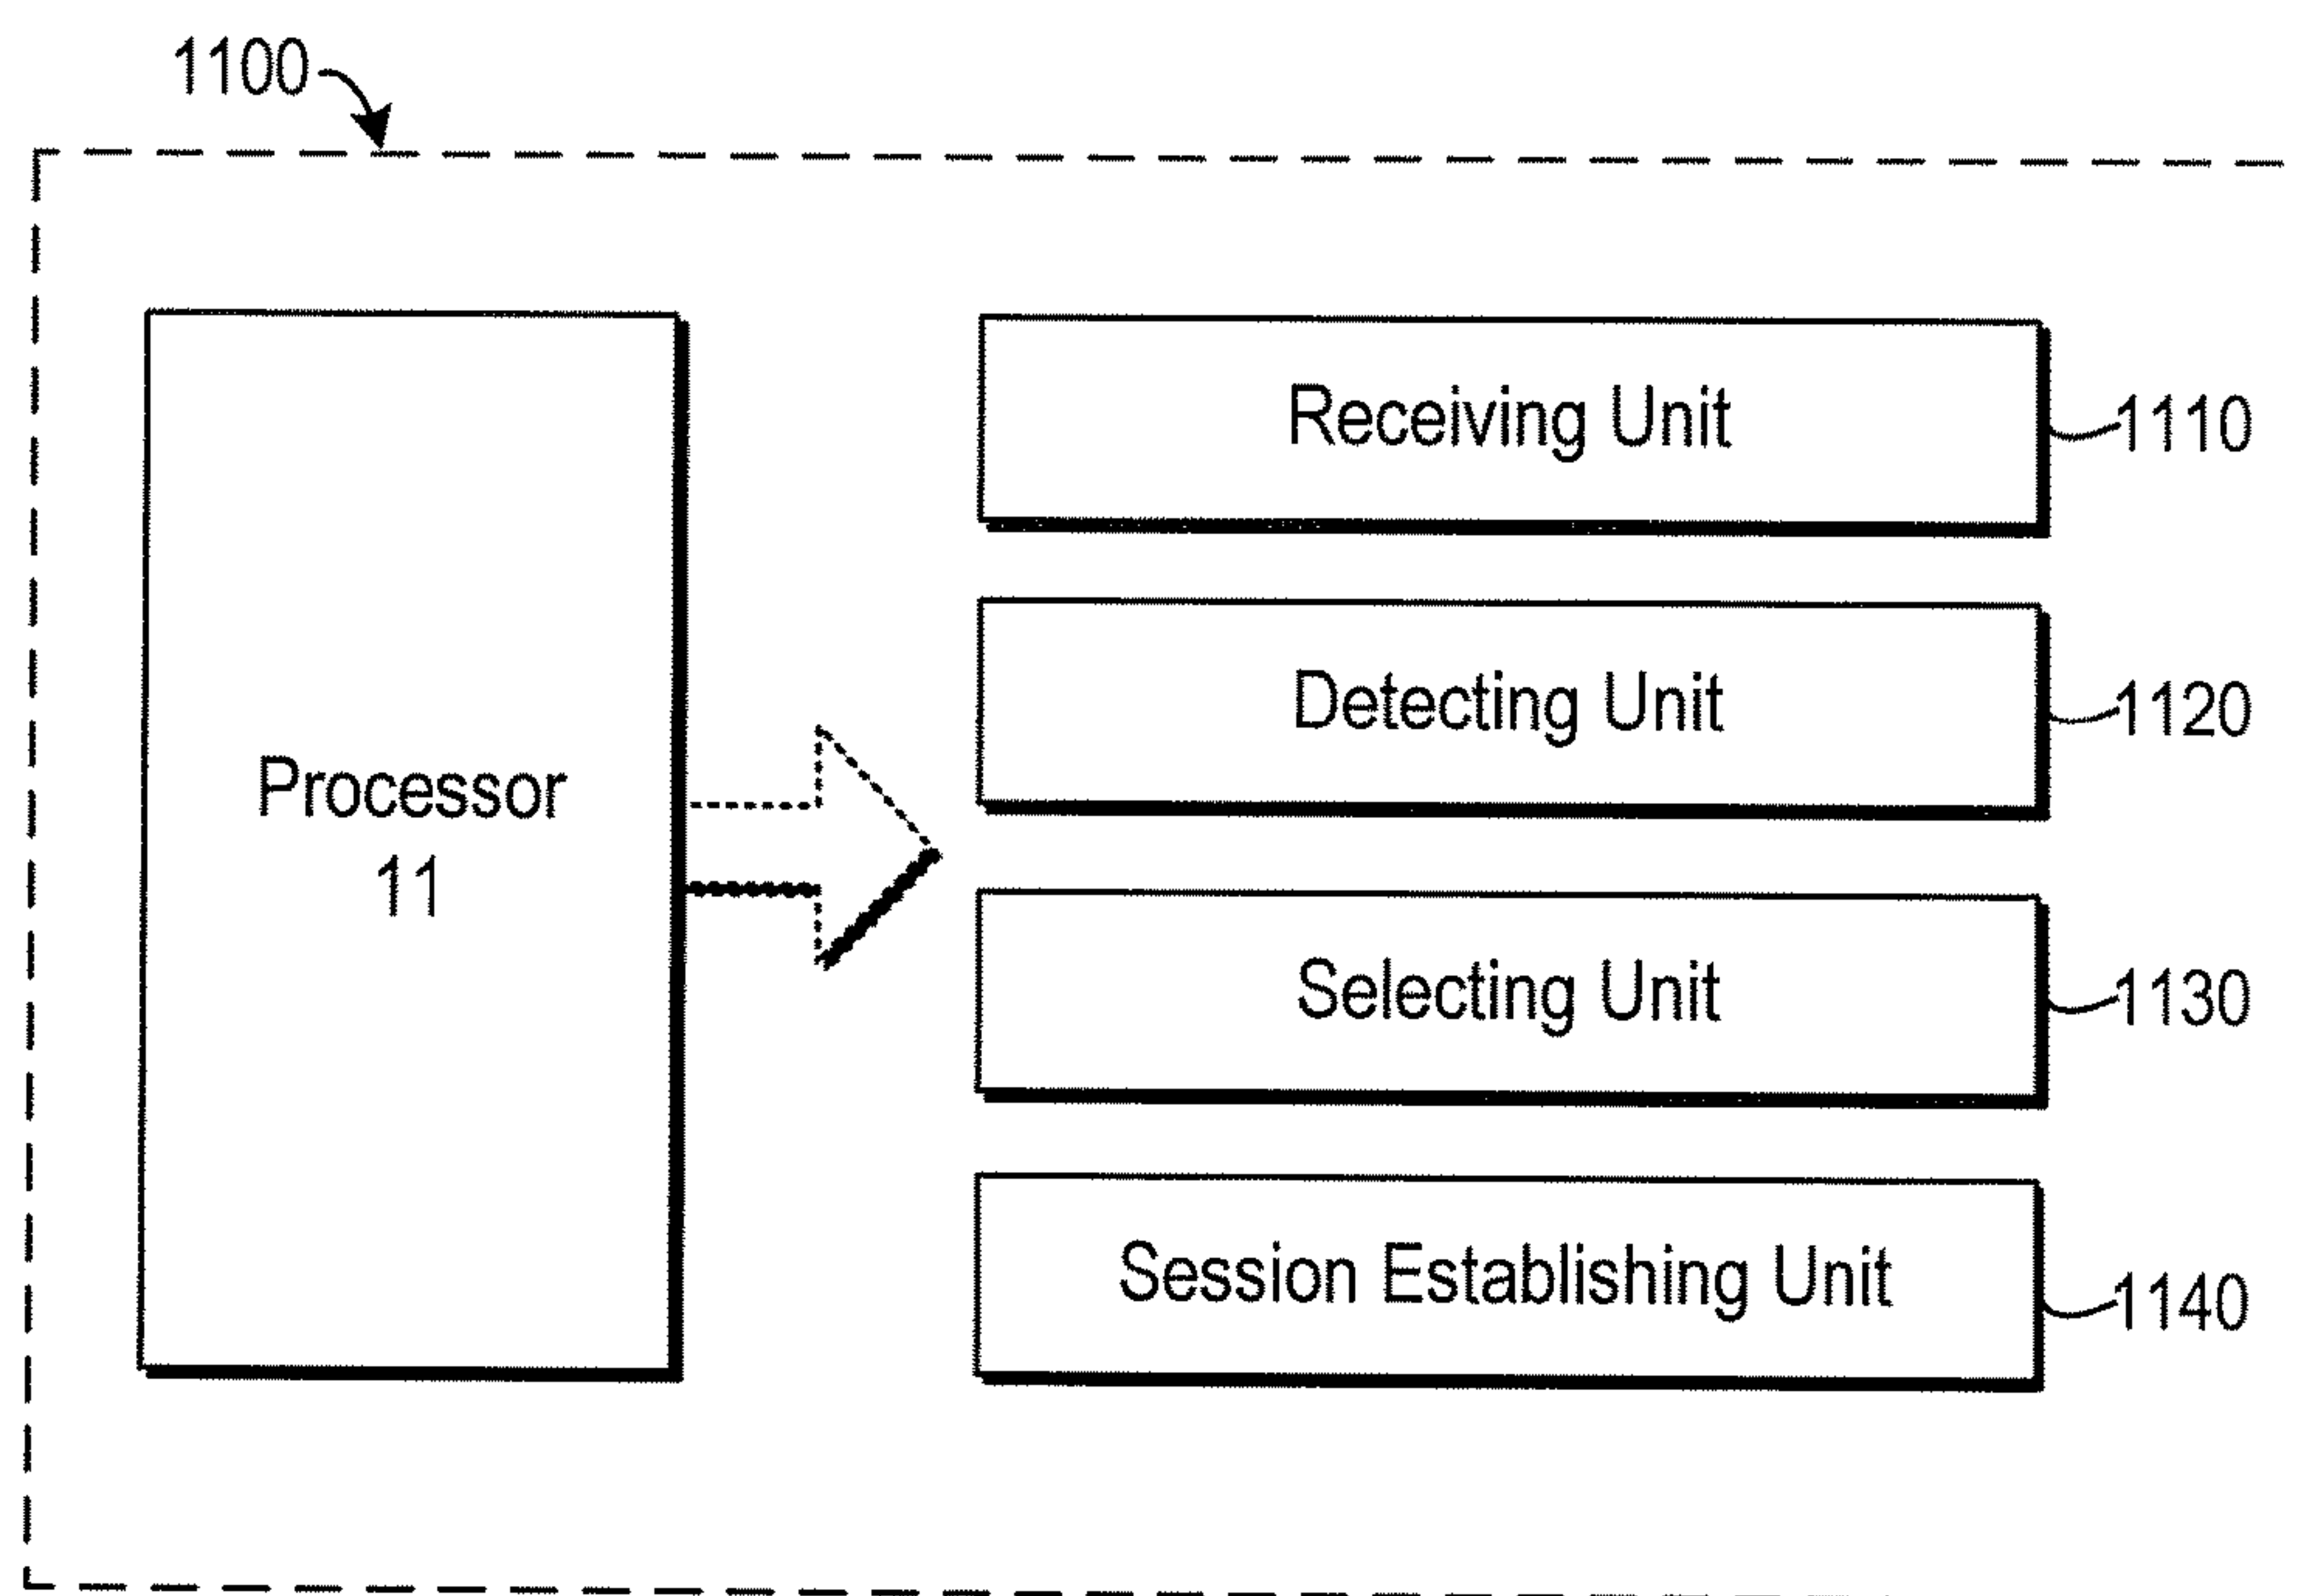 1100
Processor
11
Receiving Unit
1110
Detecting Unit
1120
Selecting Unit
1130
Session Establishing Unit
1140